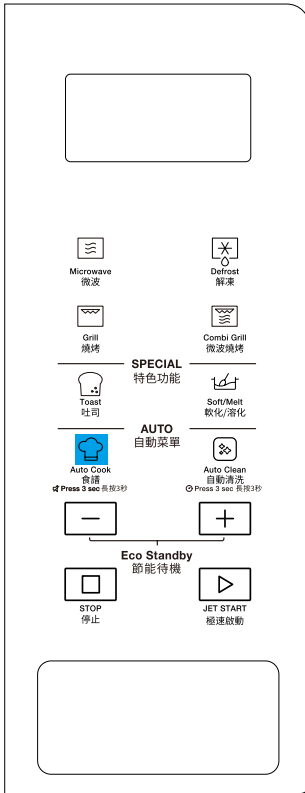 Microwave
微波
Defrost
解凍
Grill
燒烤
Combi Grill
微波燒烤
SPECIAL
特色功能
Toast
吐司
Soft/Melt
軟化/溶化
AUTO
自動菜單
Auto Cook
食譜
Press 3 sec 長按3秒
Auto Clean
自動清洗
Press 3 sec 長按3秒
Eco Standby
節能待機
STOP
停止
JET START
極速啟動